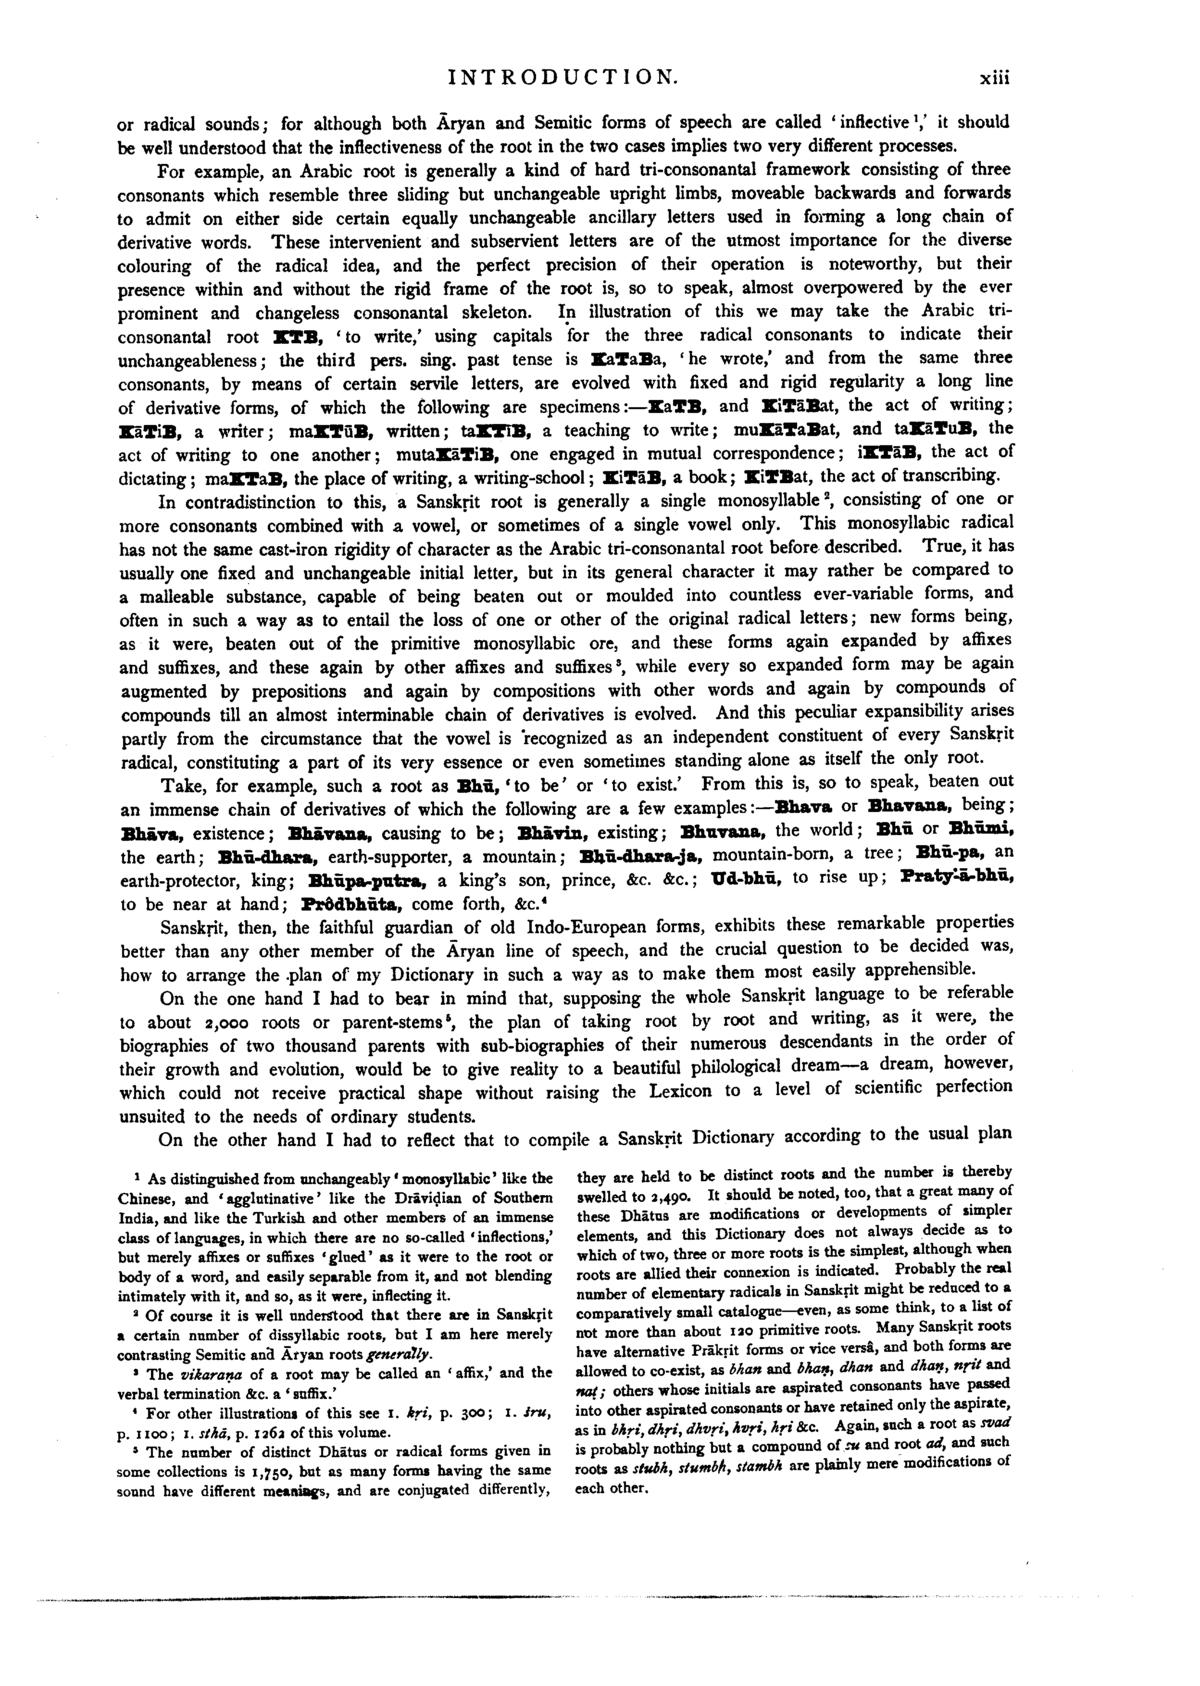 INTRODUCTION.
xiii
or radical sounds; for although both Āryan and Semitic forms of speech are called ‘inflective ¹,’ it should
be well understood that the inflectiveness of the root in the two cases implies two very different processes.
For example, an Arabic root is generally a kind of hard tri-consonantal framework consisting of three
consonants which resemble three sliding but unchangeable upright limbs, moveable backwards and forwards
to admit on either side certain equally unchangeable ancillary letters used in forming a long chain of
derivative words. These intervenient and subservient letters are of the utmost importance for the diverse
colouring of the radical idea, and the perfect precision of their operation is noteworthy, but their
presence within and without the rigid frame of the root is, so to speak, almost overpowered by the ever
prominent and changeless consonantal skeleton. In illustration of this we may take the Arabic tri-
consonantal root KTB, ‘to write,’ using capitals for the three radical consonants to indicate their
unchangeableness; the third pers. sing. past tense is KaTaBa, ‘he wrote,’ and from the same three
consonants, by means of certain servile letters, are evolved with fixed and rigid regularity a long line
of derivative forms, of which the following are specimens:—KaTB, and KiTāBat, the act of writing;
KāTiB, a writer; maKTūB, written; taKTīB, a teaching to write; muKāTaBat, and taKāTuB, the
act of writing to one another; mutaKāTiB, one engaged in mutual correspondence; iKTāB, the act of
dictating; maKTaB, the place of writing, a writing-school; KiTāB, a book; KiTBat, the act of transcribing.
In contradistinction to this, a Sanskṛit root is generally a single monosyllable ², consisting of one or
more consonants combined with a vowel, or sometimes of a single vowel only. This monosyllabic radical
has not the same cast-iron rigidity of character as the Arabic tri-consonantal root before described. True, it has
usually one fixed and unchangeable initial letter, but in its general character it may rather be compared to
a malleable substance, capable of being beaten out or moulded into countless ever-variable forms, and
often in such a way as to entail the loss of one or other of the original radical letters; new forms being,
as it were, beaten out of the primitive monosyllabic ore, and these forms again expanded by affixes
and suffixes, and these again by other affixes and suffixes ³, while every so expanded form may be again
augmented by prepositions and again by compositions with other words and again by compounds of
compounds till an almost interminable chain of derivatives is evolved. And this peculiar expansibility arises
partly from the circumstance that the vowel is recognized as an independent constituent of every Sanskṛit
radical, constituting a part of its very essence or even sometimes standing alone as itself the only root.
Take, for example, such a root as Bhū, ‘to be’ or ‘to exist.’ From this is, so to speak, beaten out
an immense chain of derivatives of which the following are a few examples:—Bhava or Bhavana, being;
Bhāva, existence; Bhāvana, causing to be; Bhāvin, existing; Bhuvana, the world; Bhū or Bhūmi,
the earth; Bhū-dhara, earth-supporter, a mountain; Bhū-dhara-ja, mountain-born, a tree; Bhū-pa, an
earth-protector, king; Bhūpa-putra, a king’s son, prince, &c. &c.; Ud-bhū, to rise up; Praty-ā-bhū,
to be near at hand; Prôdbhūta, come forth, &c.⁴
Sanskṛit, then, the faithful guardian of old Indo-European forms, exhibits these remarkable properties
better than any other member of the Āryan line of speech, and the crucial question to be decided was,
how to arrange the plan of my Dictionary in such a way as to make them most easily apprehensible.
On the one hand I had to bear in mind that, supposing the whole Sanskṛit language to be referable
to about 2,000 roots or parent-stems⁵, the plan of taking root by root and writing, as it were, the
biographies of two thousand parents with sub-biographies of their numerous descendants in the order of
their growth and evolution, would be to give reality to a beautiful philological dream—a dream, however,
which could not receive practical shape without raising the Lexicon to a level of scientific perfection
unsuited to the needs of ordinary students.
On the other hand I had to reflect that to compile a Sanskṛit Dictionary according to the usual plan
¹ As distinguished from unchangeably ‘monosyllabic’ like the
Chinese, and ‘agglutinative’ like the Drāviḍian of Southern
India, and like the Turkish and other members of an immense
class of languages, in which there are no so-called ‘inflections,’
but merely affixes or suffixes ‘glued’ as it were to the root or
body of a word, and easily separable from it, and not blending
intimately with it, and so, as it were, inflecting it.
² Of course it is well understood that there are in Sanskṛit
a certain number of dissyllabic roots, but I am here merely
contrasting Semitic and Āryan roots generally.
³ The vikaraṇa of a root may be called an ‘affix,’ and the
verbal termination &c. a ‘suffix.’
⁴ For other illustrations of this see 1. kṛi, p. 300; 1. śru,
p. 1100; 1. sthā, p. 1262 of this volume.
⁵ The number of distinct Dhātus or radical forms given in
some collections is 1,750, but as many forms having the same
sound have different meanings, and are conjugated differently,
they are held to be distinct roots and the number is thereby
swelled to 2,490. It should be noted, too, that a great many of
these Dhātus are modifications or developments of simpler
elements, and this Dictionary does not always decide as to
which of two, three or more roots is the simplest, although when
roots are allied their connexion is indicated. Probably the real
number of elementary radicals in Sanskṛit might be reduced to a
comparatively small catalogue—even, as some think, to a list of
not more than about 120 primitive roots. Many Sanskṛit roots
have alternative Prākṛit forms or vice versâ, and both forms are
allowed to co-exist, as bhan and bhaṇ, dhan and dhaṇ, nṛit and
naṭ; others whose initials are aspirated consonants have passed
into other aspirated consonants or have retained only the aspirate,
as in bhṛi, dhṛi, dhvṛi, hvṛi, hṛi &c. Again, such a root as svad
is probably nothing but a compound of su and root ad, and such
roots as stubh, stumbh, stambh are plainly mere modifications of
each other.